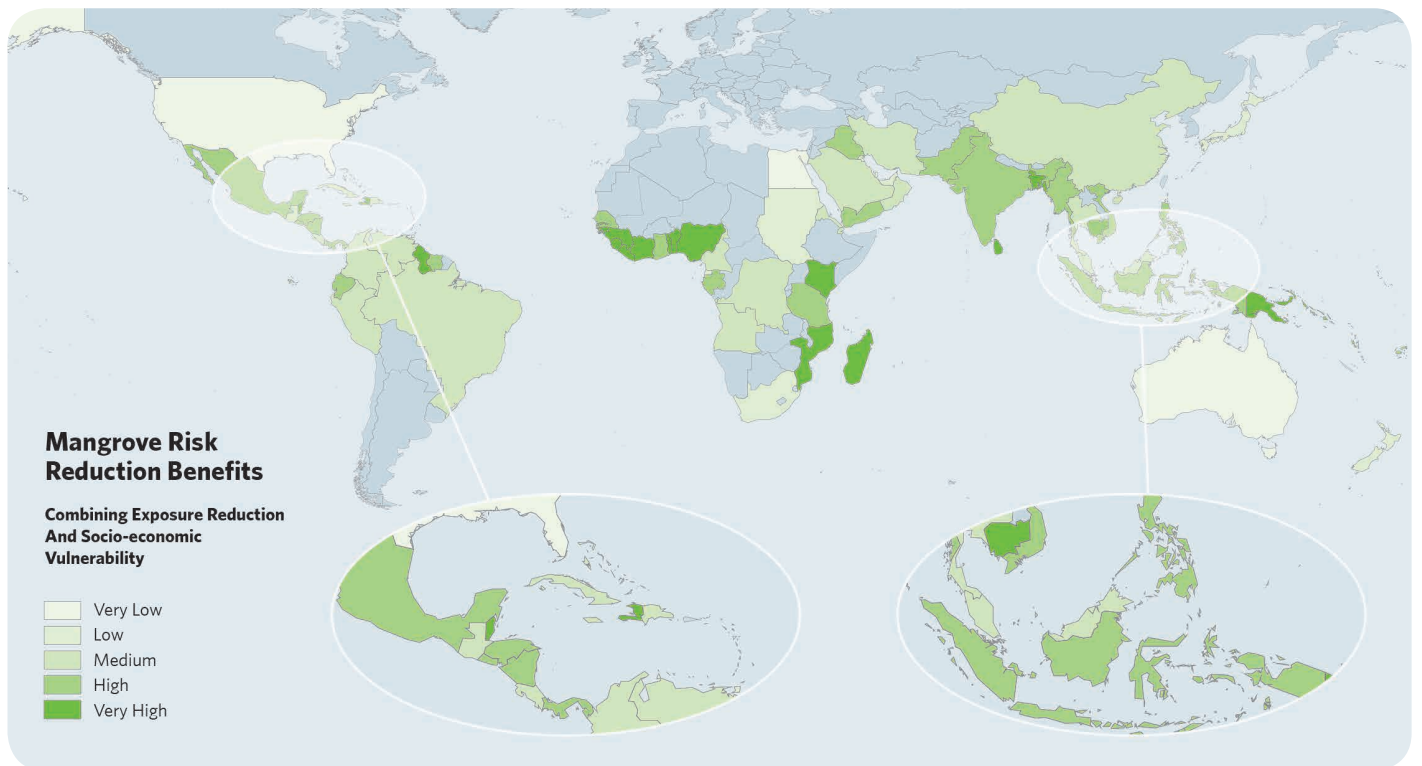 Mangrove Risk
Reduction Benefits
Combining Exposure Reduction
And Socio-economic
Vulnerability
Very Low
Low
Medium
High
Very High